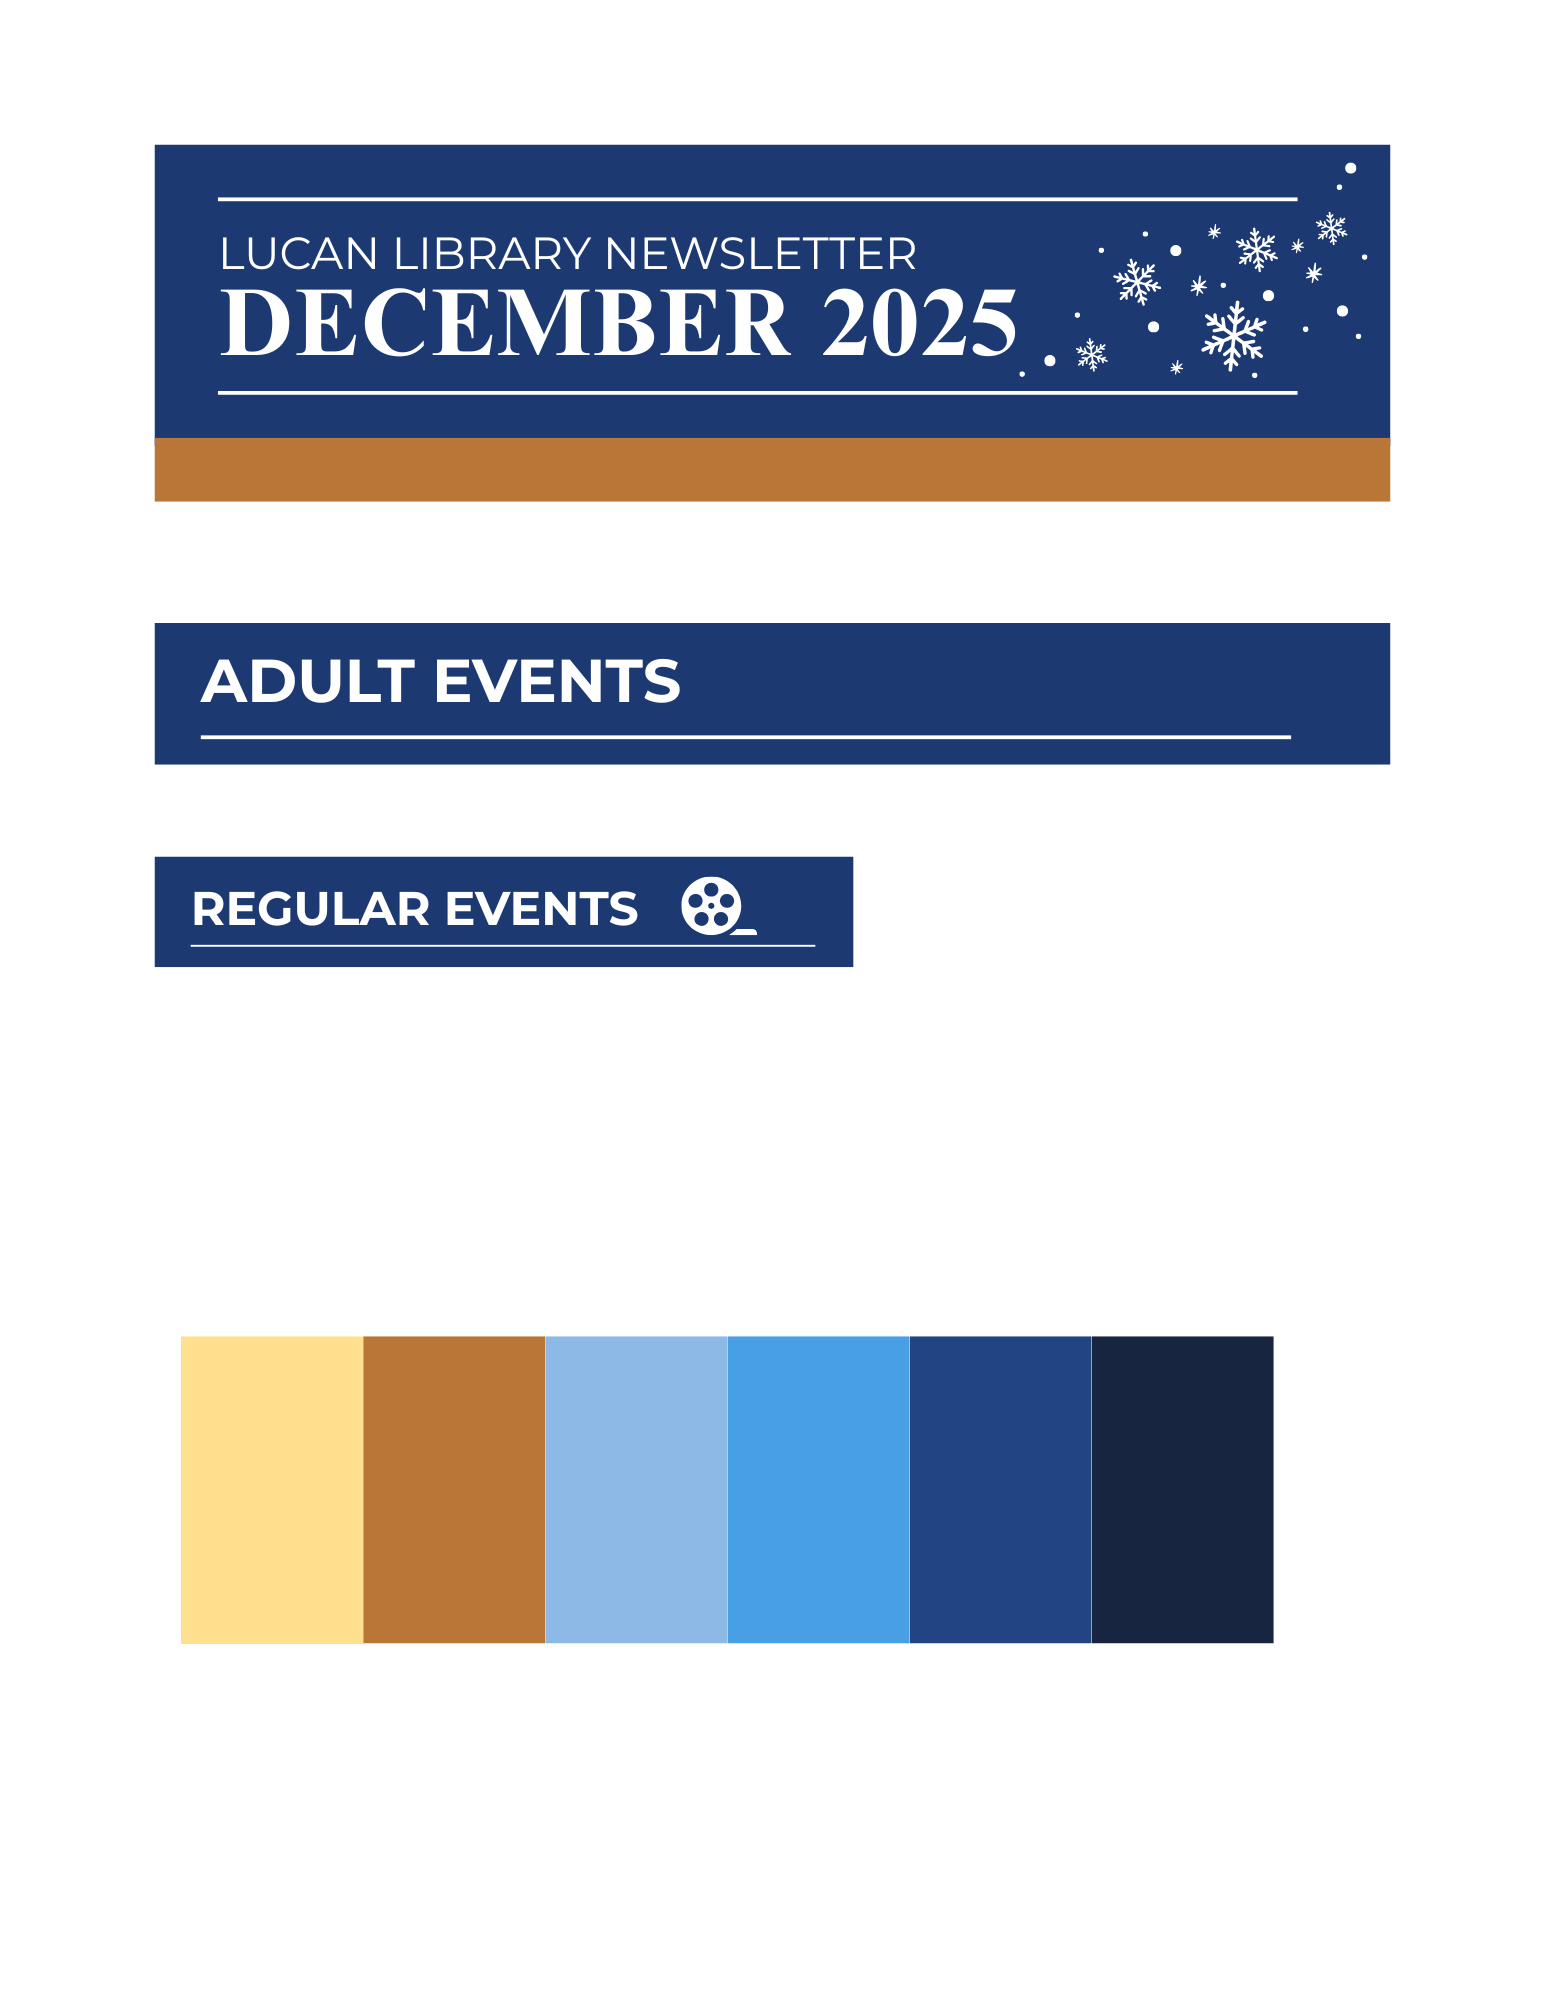 LUCAN LIBRARY NEWSLETTER
DECEMBER 2025
ADULT EVENTS
REGULAR EVENTS